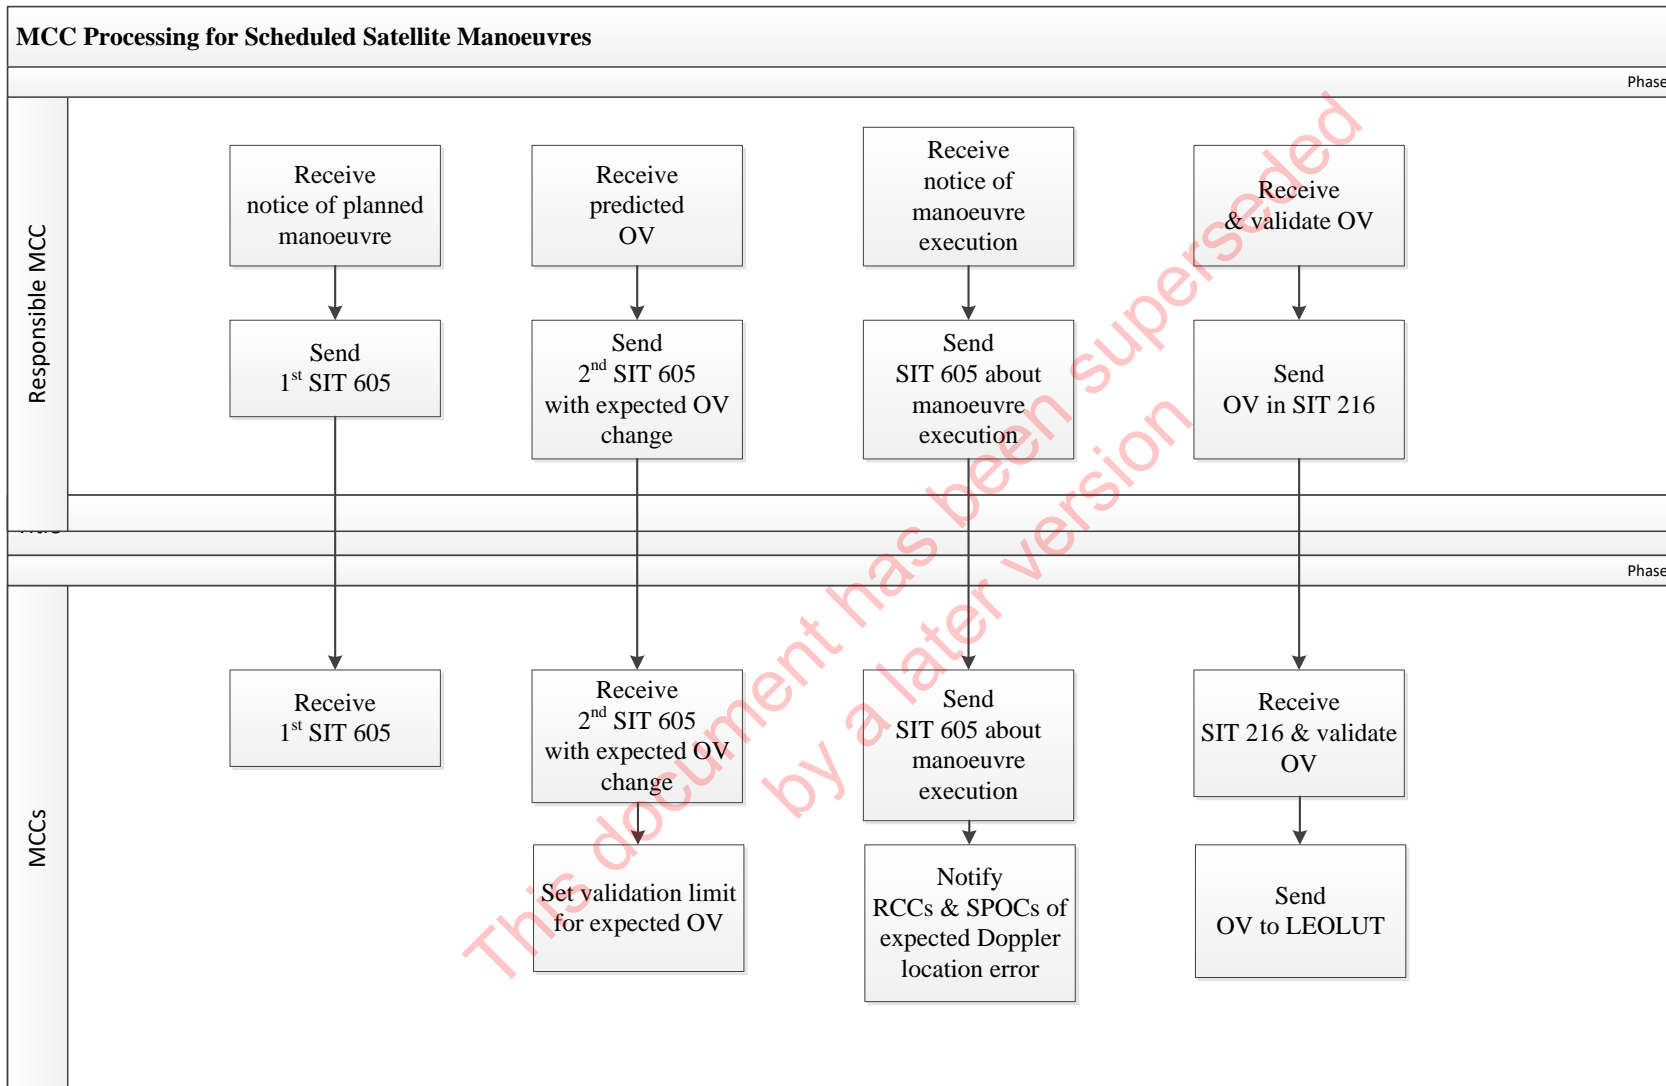 MCC Processing for Scheduled Satellite Manoeuvres
Phase
Responsible MCC
Receive
notice of planned
manoeuvre
Receive
predicted
OV
Receive
notice of
manoeuvre
execution
Receive
& validate OV
Send
1st SIT 605
Send
2nd SIT 605
with expected OV
change
Send
SIT 605 about
manoeuvre
execution
Send
OV in SIT 216
Phase
MCCs
Receive
1st SIT 605
Receive
2nd SIT 605
with expected OV
change
Send
SIT 605 about
manoeuvre
execution
Receive
SIT 216 & validate
OV
Set validation limit
for expected OV
Notify
RCCs & SPOCs of
expected Doppler
location error
Send
OV to LEOLUT
This document has been superseded
by a later version